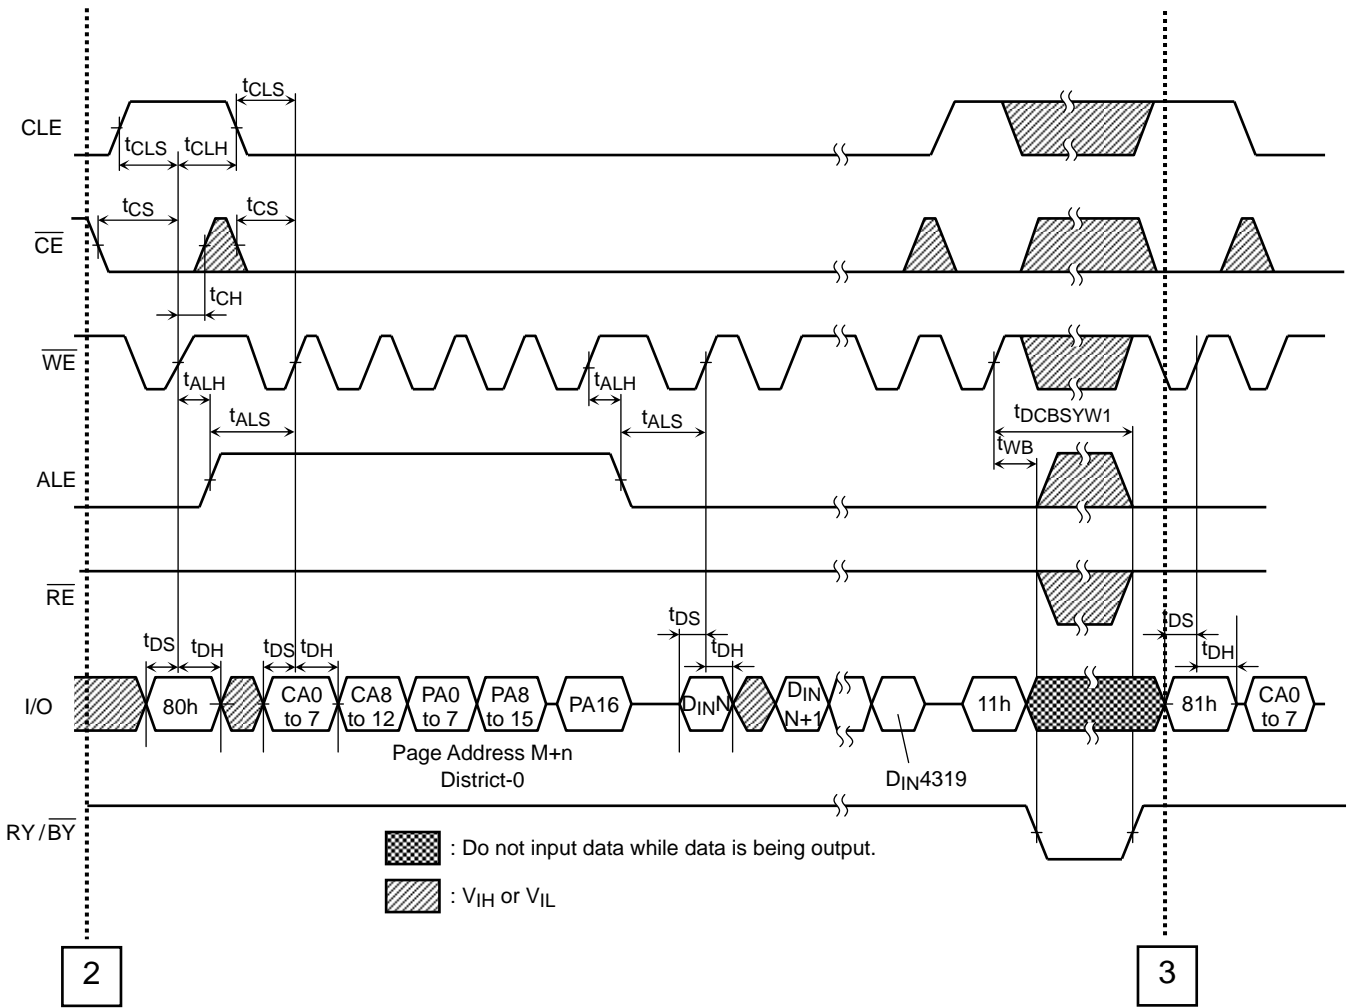 tCLS
CLE
tCLS
tCLH
tCS
tCS
CE
tCH
WE
tALH
tALH
tALS
tALS
tDCBSYW1
tWB
ALE
RE
tDS
tDH
tDS
tDH
tDS
tDH
tDS
tDH
I/O
80h
CA0
to 7
CA8
to 12
PA0
to 7
PA8
to 15
PA16
DINN
DIN
N+1
11h
81h
CA0
to 7
Page Address M+n
District-0
DIN4319
RY/BY
: Do not input data while data is being output.
: VIH or VIL
2
3